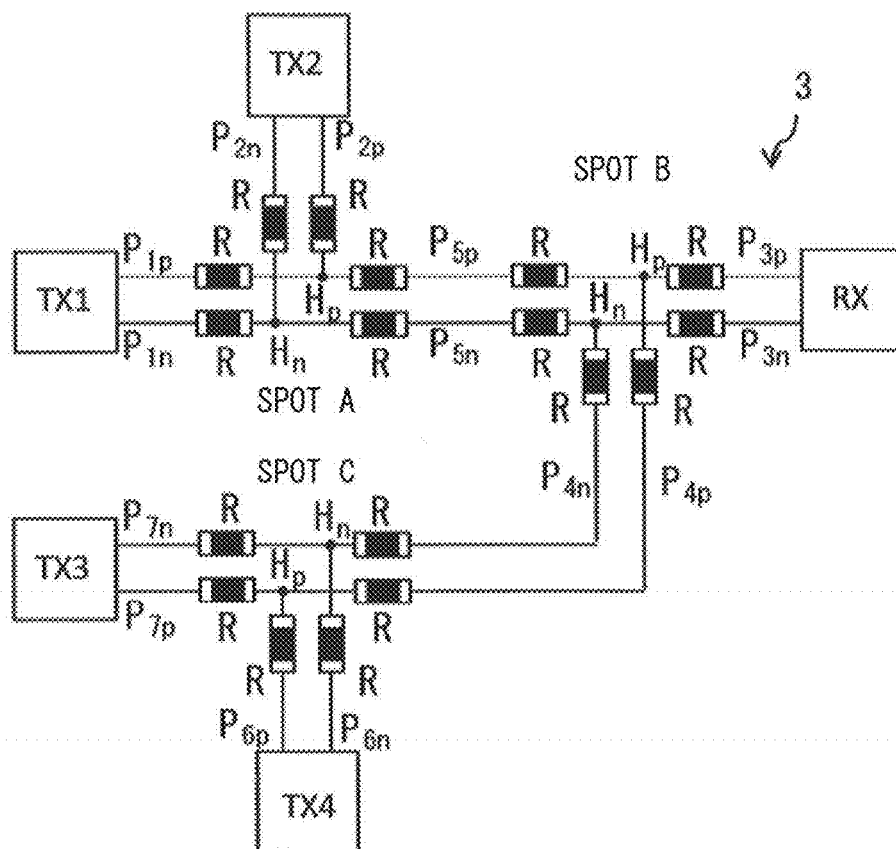 TX2
3
P2n P2p
SPOT B
R R
P1p R R P5p R Hp R P3p
TX1 Hp Hn RX
P1n R Hn R P5n R R P3n
R R
SPOT A
SPOT C
P4n P4p
P7n R Hn R
TX3 Hp
P7p R R
R R
P6p P6n
TX4